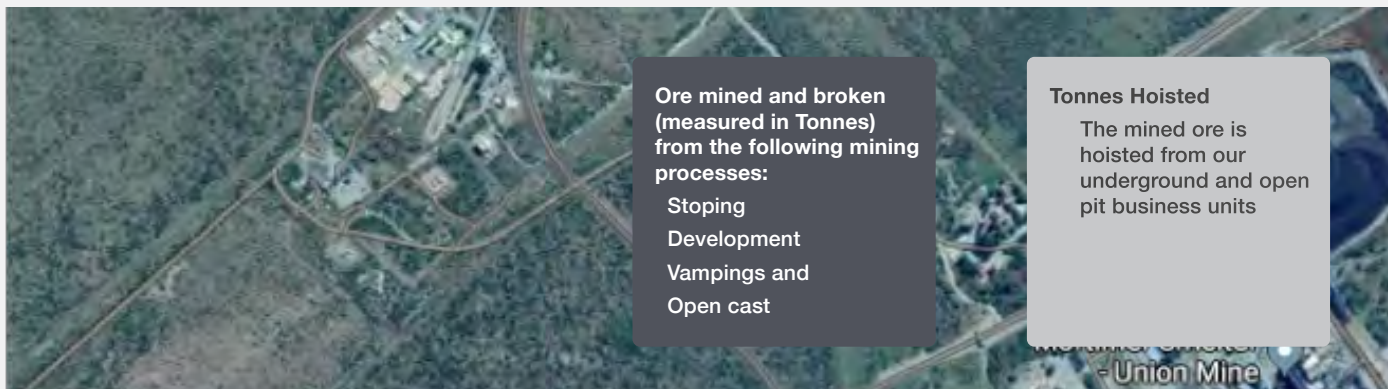 Ore mined and broken
(measured in Tonnes)
from the following mining
processes:
Stoping
Development
Vampings and
Open cast
Tonnes Hoisted
The mined ore is
hoisted from our
underground and open
pit business units
- Union Mine